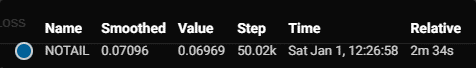 Loss
Name Smoothed Value Step Time Relative
NOTAIL 0.07096 0.06969 50.02k Sat Jan 1, 12:26:58 2m 34s